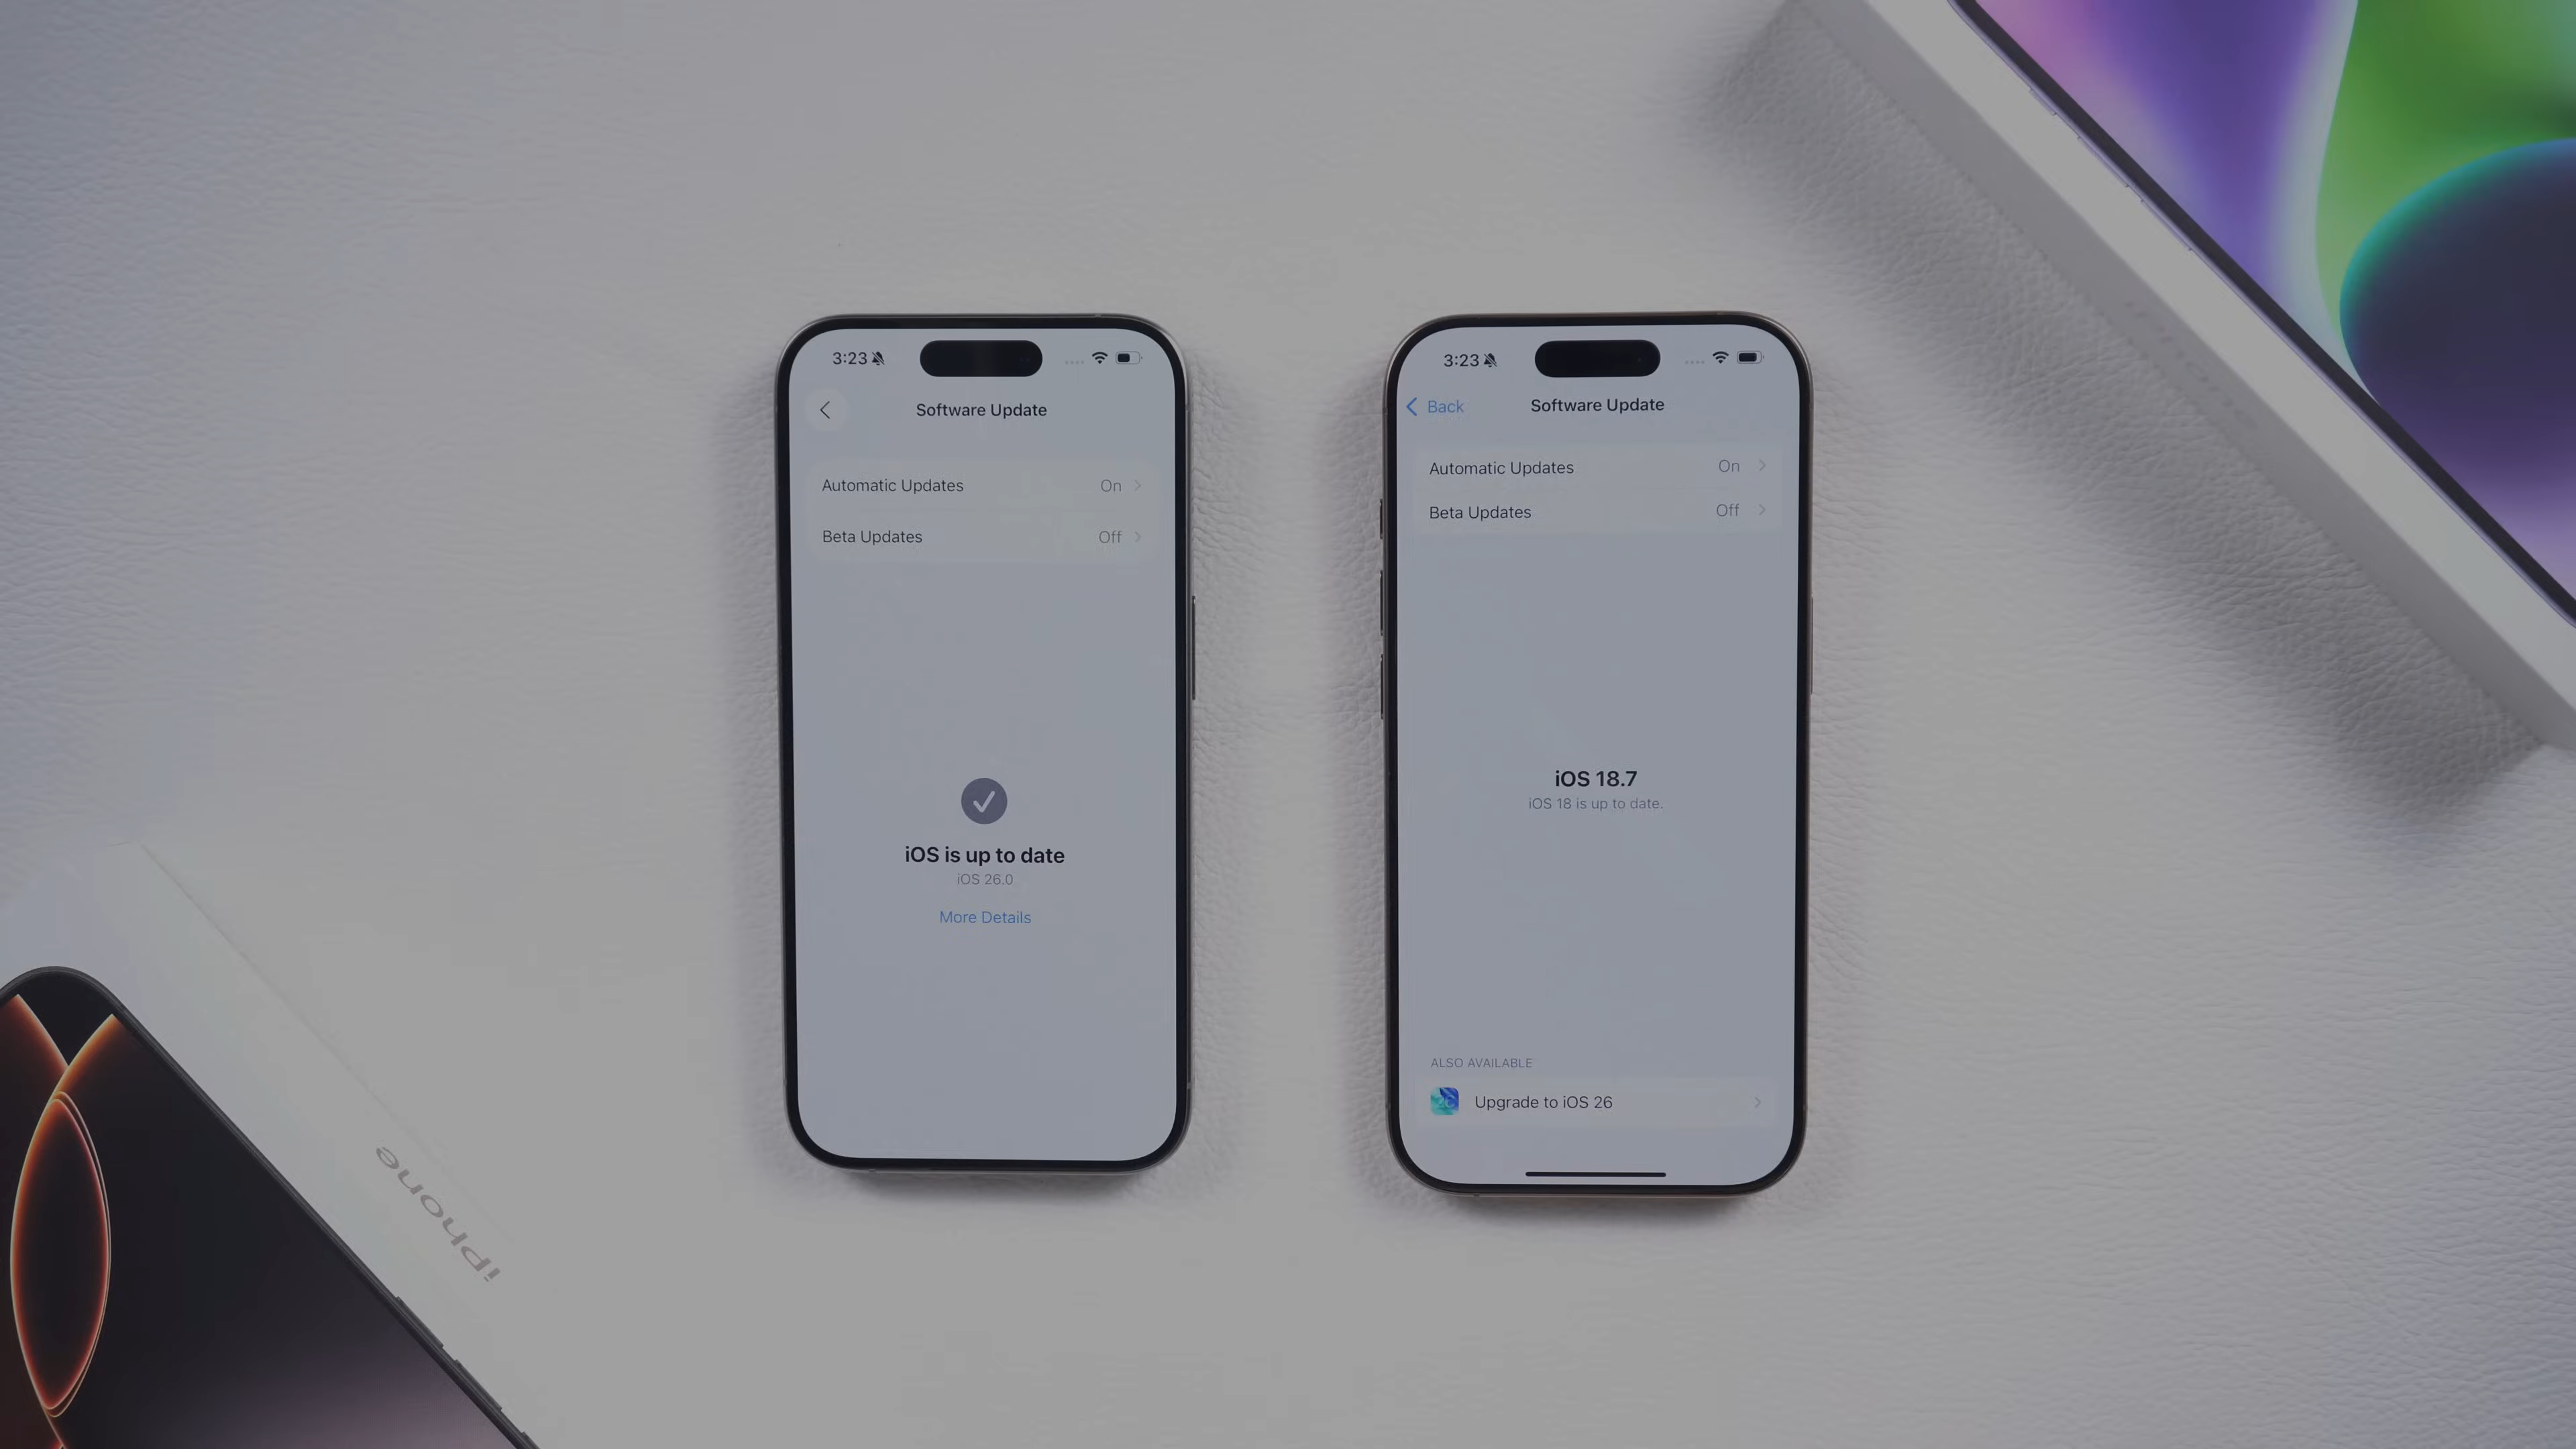 3:23
Software Update
Automatic Updates On
Beta Updates Off
iOS is up to date
iOS 26.0
More Details
3:23
Back Software Update
Automatic Updates On
Beta Updates Off
iOS 18.7
iOS 18 is up to date.
ALSO AVAILABLE
Upgrade to iOS 26
iPhone